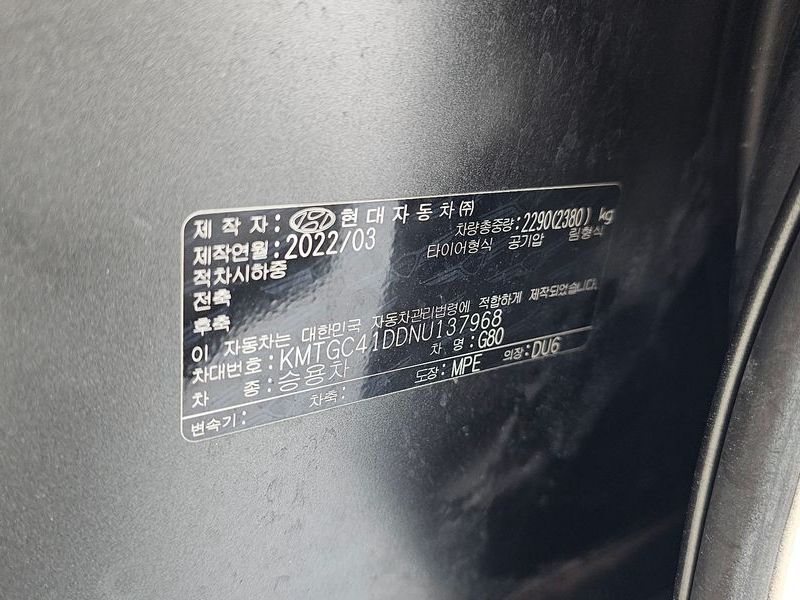 제작자: 현대자동차(주)
제작연월: 2022/03 차량총중량: 2290(2380) kg
적차시하중 타이어형식 공기압 림형식
전축
후축
이 자동차는 대한민국 자동차관리법령에 적합하게 제작되었습니다.
차대번호: KMTGC41DDNU137968
차종: 승용차 차명: G80
변속기: 차축: 도장: MPE 의장: DU6